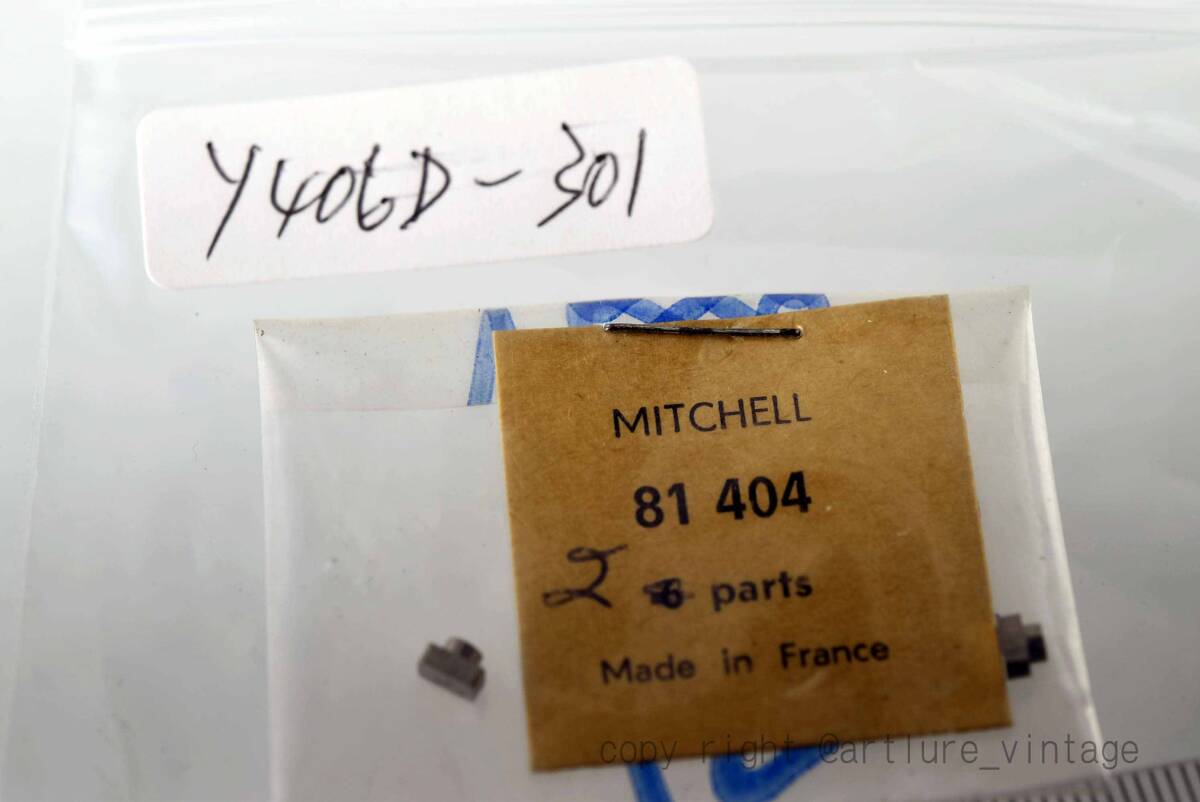 Y406D-301
MITCHELL
81 404
2 6 parts
Made in France
copy right @artlure_vintage